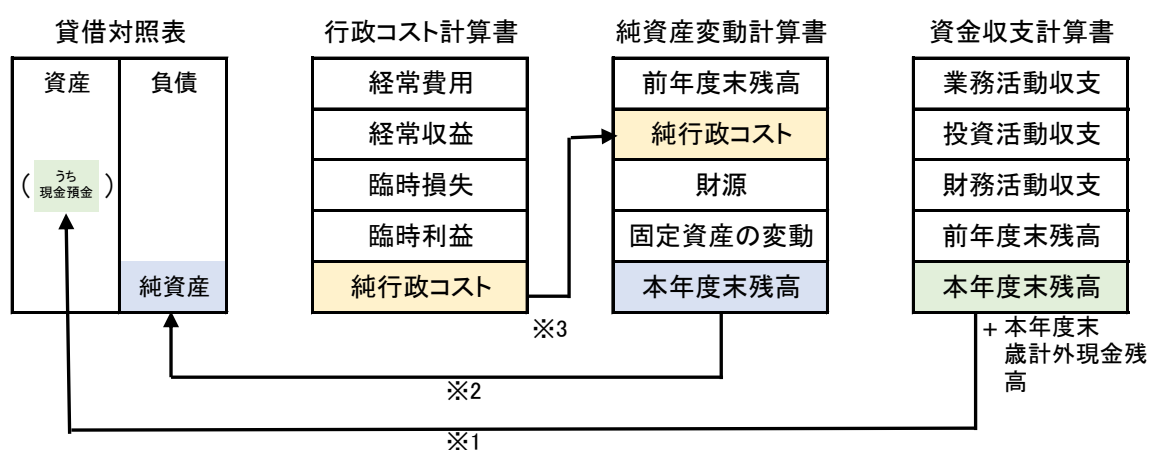 貸借対照表
資産
負債
(うち
現金預金)
純資産
行政コスト計算書
経常費用
経常収益
臨時損失
臨時利益
純行政コスト
純資産変動計算書
前年度末残高
純行政コスト
財源
固定資産の変動
本年度末残高
資金収支計算書
業務活動収支
投資活動収支
財務活動収支
前年度末残高
本年度末残高
+ 本年度末
歳計外現金残
高
※3
※2
※1